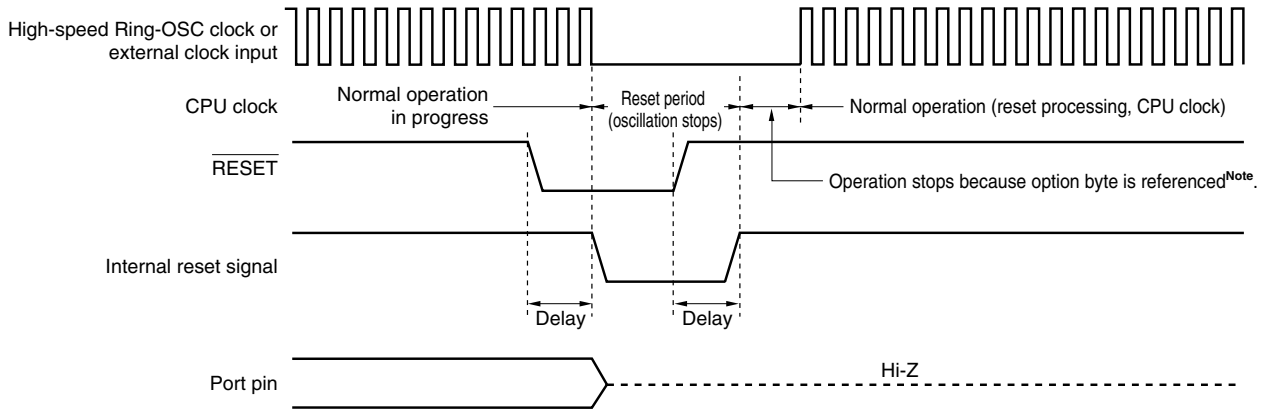 High-speed Ring-OSC clock or
external clock input
CPU clock
Normal operation
in progress
Reset period
(oscillation stops)
Normal operation (reset processing, CPU clock)
RESET
Operation stops because option byte is referencedNote.
Internal reset signal
Delay
Delay
Port pin
Hi-Z